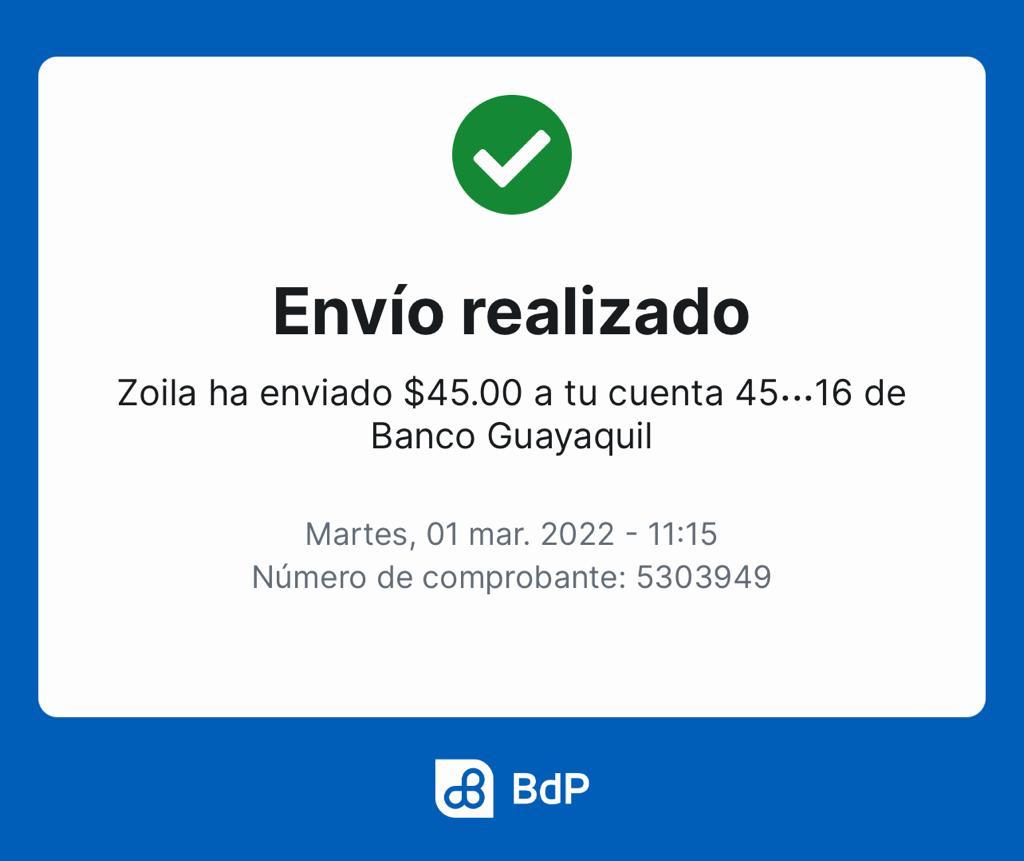 Envío realizado
Zoila ha enviado $45.00 a tu cuenta 45•••16 de
Banco Guayaquil
Martes, 01 mar. 2022 - 11:15
Número de comprobante: 5303949
BdP